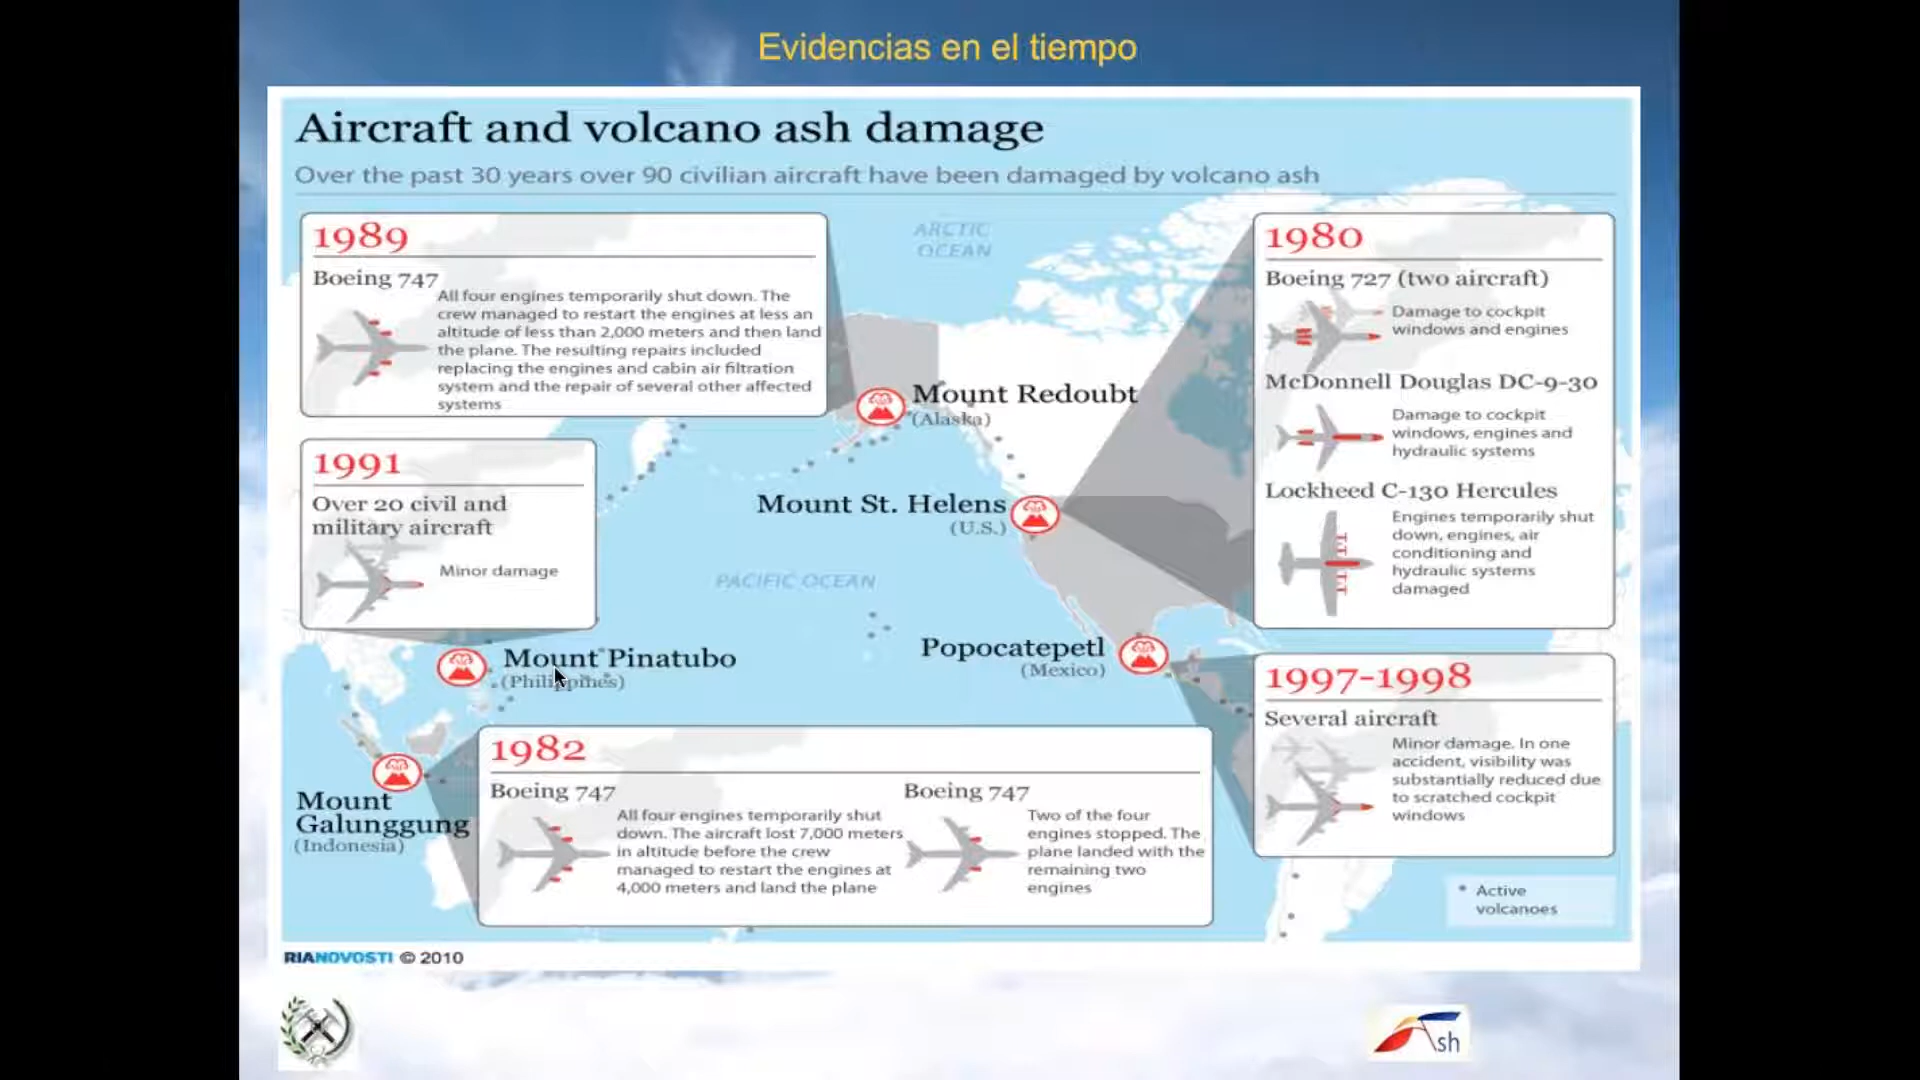 Evidencias en el tiempo
Aircraft and volcano ash damage
Over the past 30 years over 90 civilian aircraft have been damaged by volcano ash
1989
Boeing 747
All four engines temporarily shut down. The
crew managed to restart the engines at less an
altitude of less than 2,000 meters and then land
the plane. The resulting repairs included
replacing the engines and cabin air filtration
system and the repair of several other affected
systems
ARCTIC
OCEAN
1980
Boeing 727 (two aircraft)
Damage to cockpit
windows and engines
McDonnell Douglas DC-9-30
Damage to cockpit
windows, engines and
hydraulic systems
Lockheed C-130 Hercules
Engines temporarily shut
down, engines, air
conditioning and
hydraulic systems
damaged
Mount Redoubt
(Alaska)
1991
Over 20 civil and
military aircraft
Minor damage
Mount St. Helens
(U.S.)
PACIFIC OCEAN
Mount Pinatubo
(Philippines)
Popocatepetl
(Mexico)
1997-1998
Several aircraft
Minor damage. In one
accident, visibility was
substantially reduced due
to scratched cockpit
windows
Mount
Galunggung
(Indonesia)
1982
Boeing 747
All four engines temporarily shut
down. The aircraft lost 7,000 meters
in altitude before the crew
managed to restart the engines at
4,000 meters and land the plane
Boeing 747
Two of the four
engines stopped. The
plane landed with the
remaining two
engines
Active
volcanoes
RIANOVOSTI © 2010
Ash